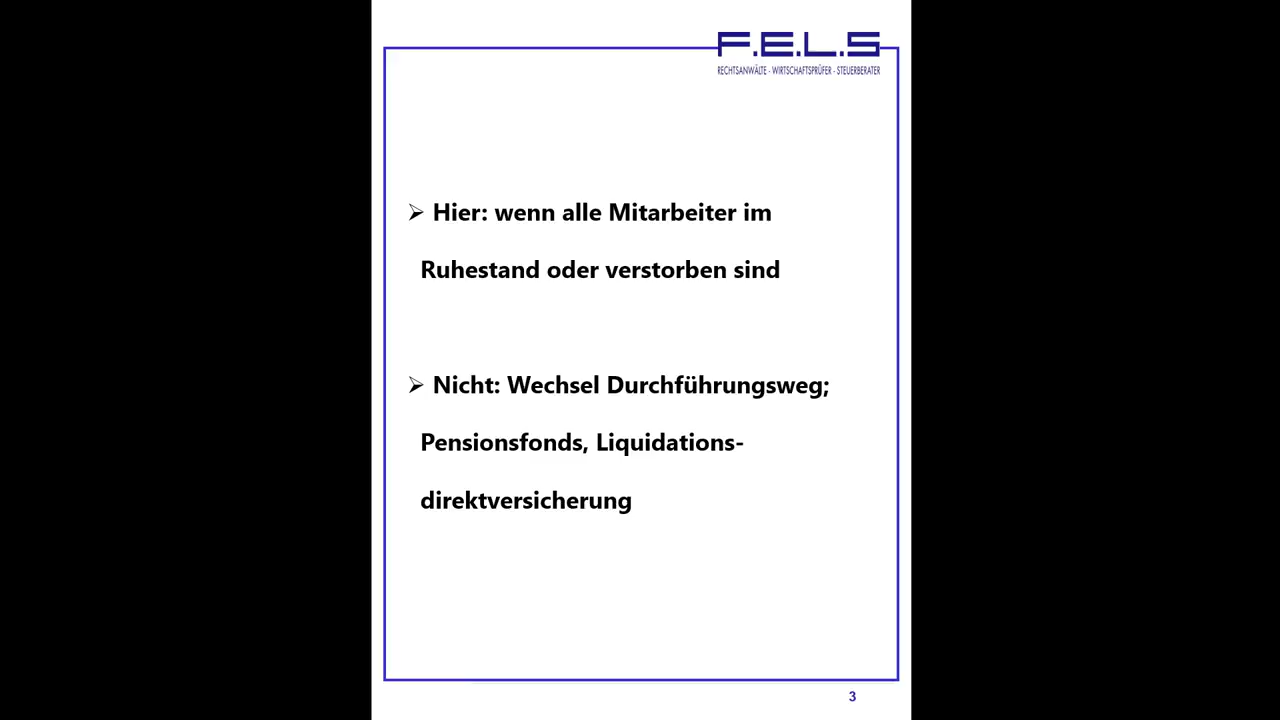 F.E.L.S
RECHTSANWÄLTE - WIRTSCHAFTSPRÜFER - STEUERBERATER
➢ Hier: wenn alle Mitarbeiter im
Ruhestand oder verstorben sind
➢ Nicht: Wechsel Durchführungsweg;
Pensionsfonds, Liquidations-
direktversicherung
3